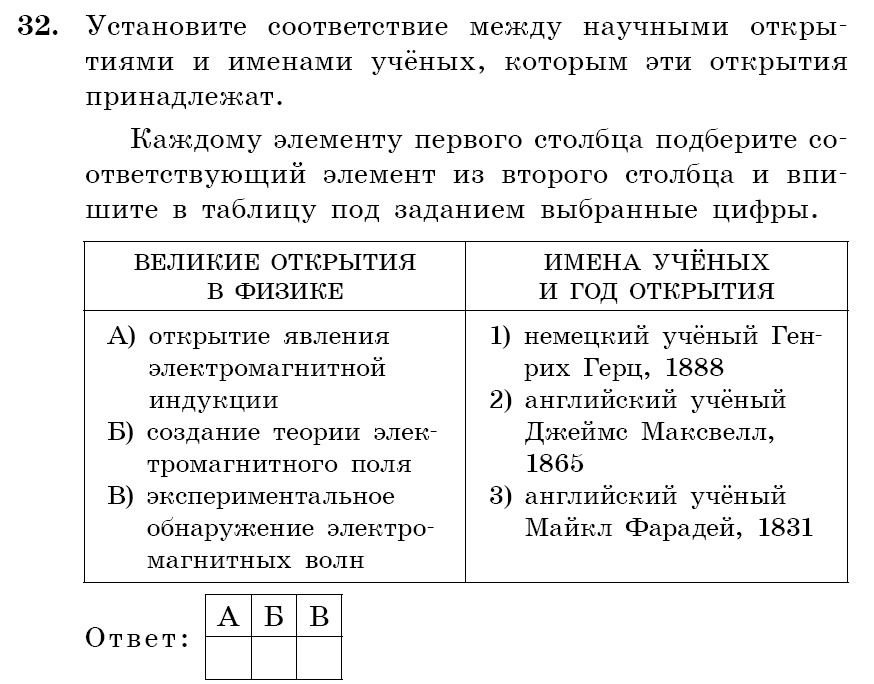 32. Установите соответствие между научными откры-
тиями и именами учёных, которым эти открытия
принадлежат.
Каждому элементу первого столбца подберите со-
ответствующий элемент из второго столбца и впи-
шите в таблицу под заданием выбранные цифры.
ВЕЛИКИЕ ОТКРЫТИЯ
В ФИЗИКЕ
А) открытие явления
электромагнитной
индукции
Б) создание теории элек-
тромагнитного поля
В) экспериментальное
обнаружение электро-
магнитных волн
ИМЕНА УЧЁНЫХ
И ГОД ОТКРЫТИЯ
1) немецкий учёный Ген-
рих Герц, 1888
2) английский учёный
Джеймс Максвелл,
1865
3) английский учёный
Майкл Фарадей, 1831
Ответ:
А Б В